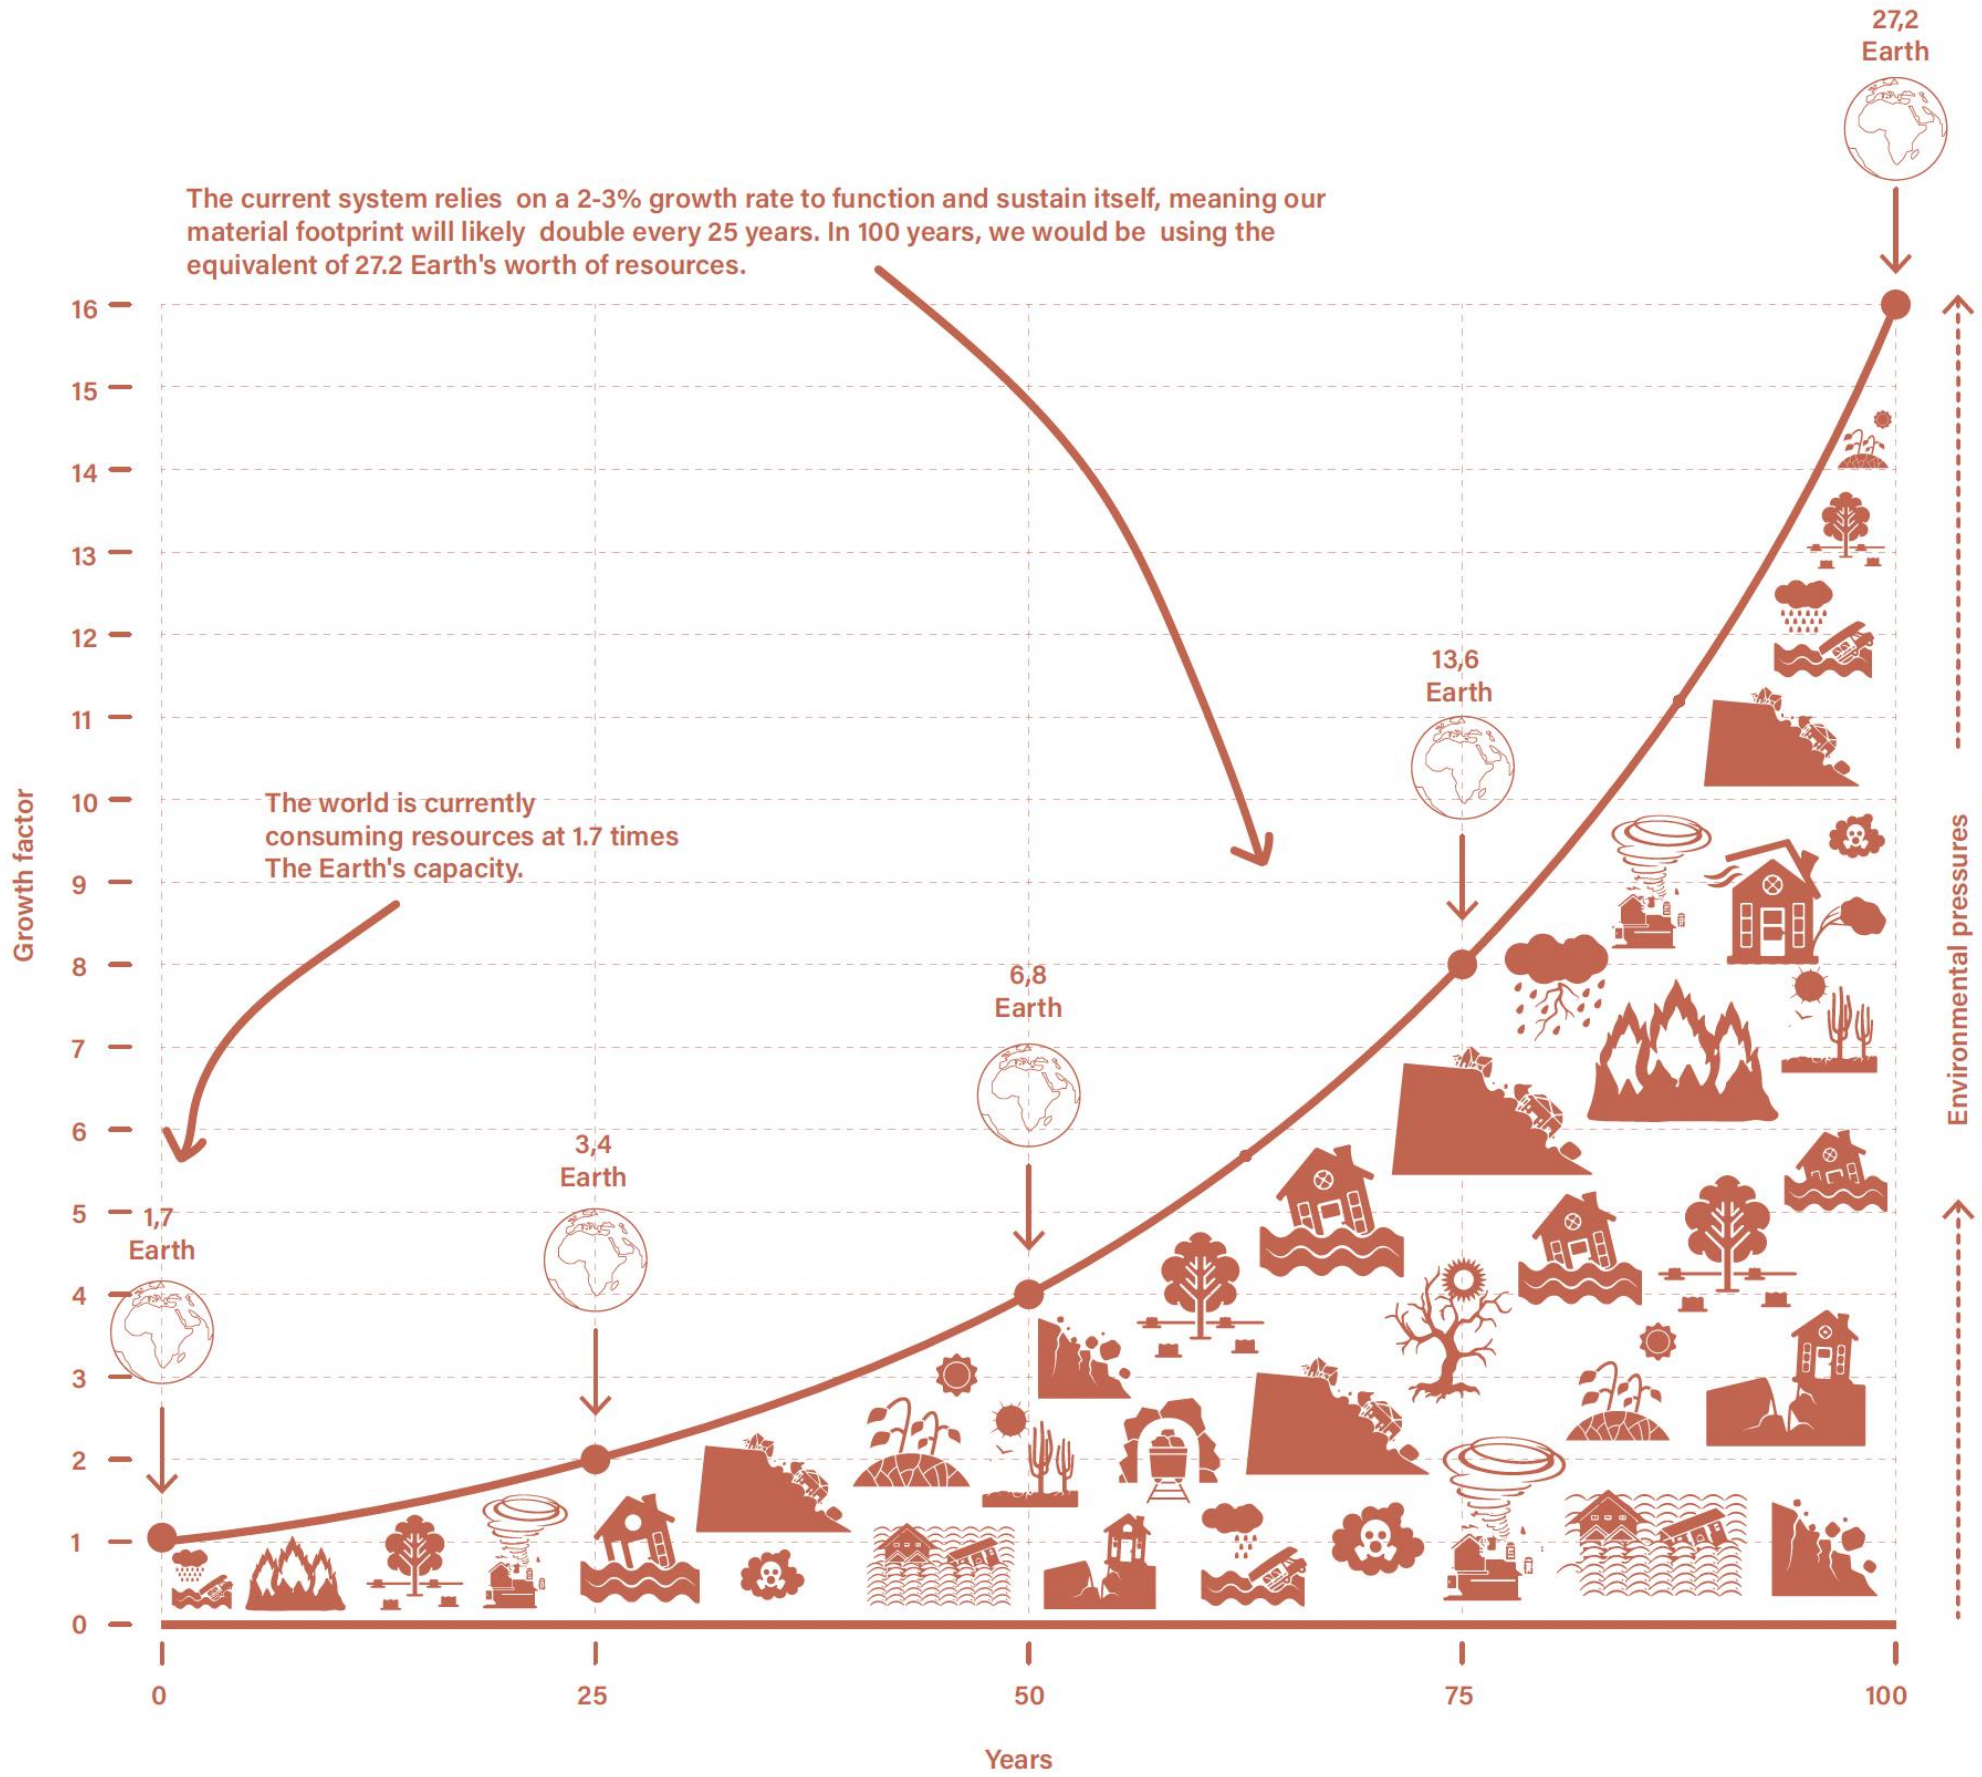 27,2
Earth
The current system relies on a 2-3% growth rate to function and sustain itself, meaning our
material footprint will likely double every 25 years. In 100 years, we would be using the
equivalent of 27.2 Earth's worth of resources.
16
15
14
13
12
11
10
9
8
7
6
5
4
3
2
1
0
Growth factor
13,6
Earth
The world is currently
consuming resources at 1.7 times
The Earth's capacity.
6,8
Earth
3,4
Earth
1,7
Earth
Environmental pressures
0
25
50
75
100
Years